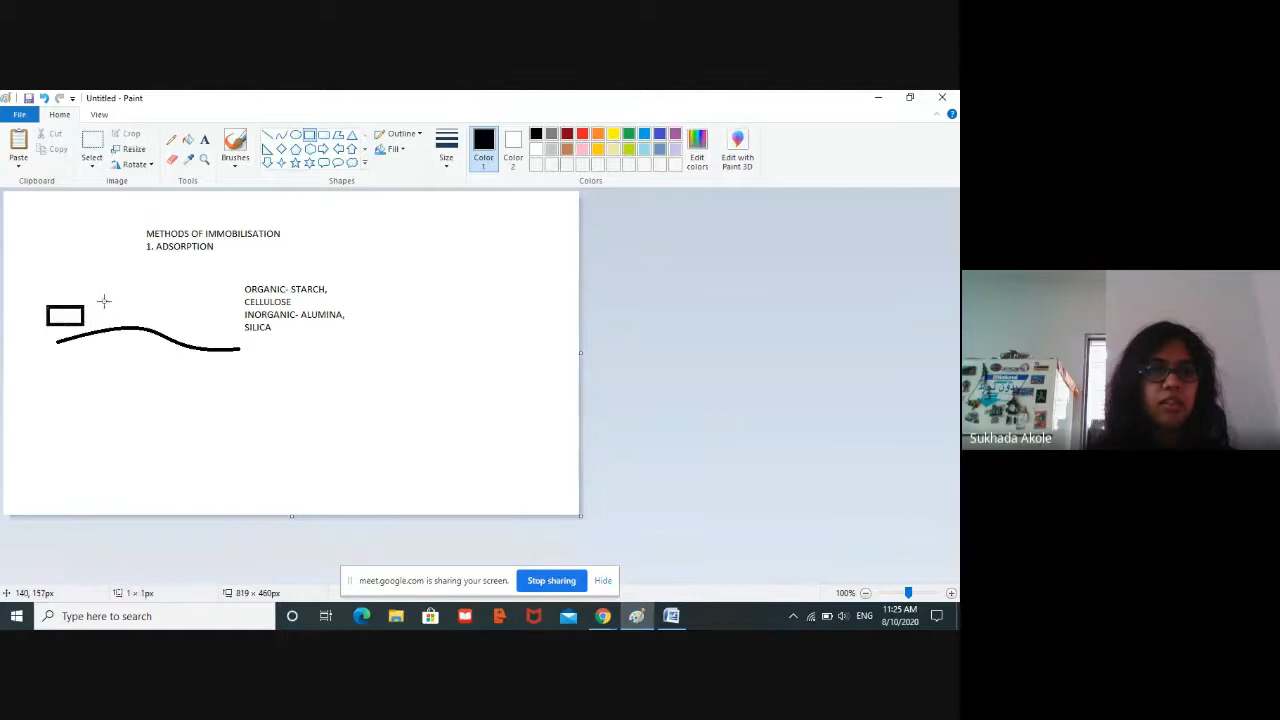 Untitled - Paint
File
Home
View
Paste
Cut
Copy
Clipboard
Select
Crop
Resize
Rotate
Image
Tools
Brushes
Outline
Fill
Shapes
Size
Color
1
Color
2
Edit
colors
Edit with
Paint 3D
Colors
METHODS OF IMMOBILISATION
1. ADSORPTION
ORGANIC- STARCH,
CELLULOSE
INORGANIC- ALUMINA,
SILICA
meet.google.com is sharing your screen.
Stop sharing
Hide
140, 157px
1 × 1px
819 × 460px
100%
Type here to search
ENG
11:25 AM
8/10/2020
Sukhada Akole